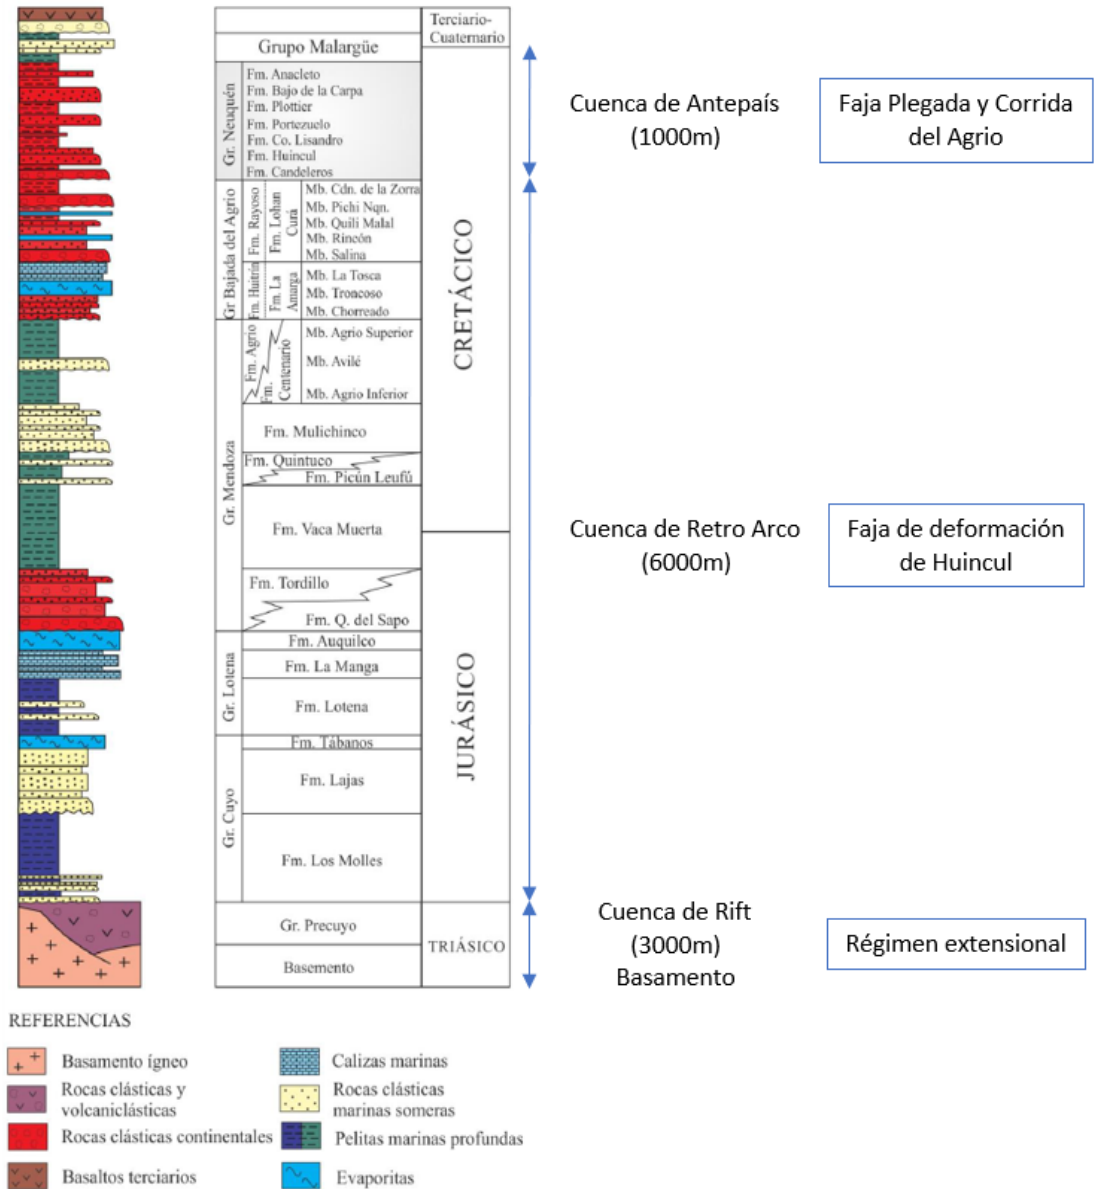 Terciario-
Cuaternario
Grupo Malargüe
Gr. Neuquén
Fm. Anacleto
Fm. Bajo de la Carpa
Fm. Plottier
Fm. Portezuelo
Fm. Co. Lisandro
Fm. Huincul
Fm. Candeleros
Gr Bajada del Agrio
Fm. Rayoso
Fm. Lohan
Curá
Mb. Cdn. de la Zorra
Mb. Pichi Nqn.
Mb. Quili Malal
Mb. Rincón
Mb. Salina
Fm. Huitrín
Fm. La
Amarga
Mb. La Tosca
Mb. Troncoso
Mb. Chorreado
Gr. Mendoza
Fm. Agrio
Fm.
Centenario
Mb. Agrio Superior
Mb. Avilé
Mb. Agrio Inferior
Fm. Mulichinco
Fm. Quintuco
Fm. Picún Leufú
Fm. Vaca Muerta
Fm. Tordillo
Fm. Q. del Sapo
Gr. Lotena
Fm. Auquilco
Fm. La Manga
Fm. Lotena
Gr. Cuyo
Fm. Tábanos
Fm. Lajas
Fm. Los Molles
Gr. Precuyo
Basemento
CRETÁCICO
JURÁSICO
TRIÁSICO
Cuenca de Antepaís
(1000m)
Faja Plegada y Corrida
del Agrio
Cuenca de Retro Arco
(6000m)
Faja de deformación
de Huincul
Cuenca de Rift
(3000m)
Basamento
Régimen extensional
REFERENCIAS
Basamento ígneo
Rocas clásticas y
volcaniclásticas
Rocas clásticas continentales
Basaltos terciarios
Calizas marinas
Rocas clásticas
marinas someras
Pelitas marinas profundas
Evaporitas